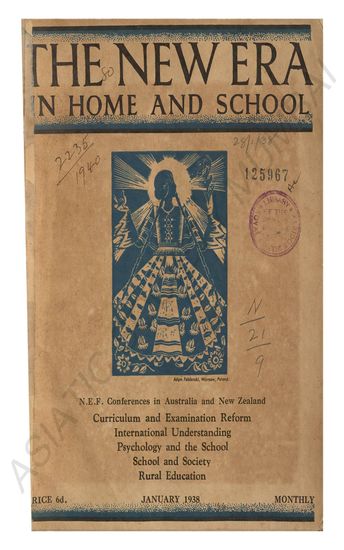 THE NEW ERA
IN HOME AND SCHOOL
2235
1940
125967
N
21
9
N.E.F. Conferences in Australia and New Zealand
Curriculum and Examination Reform
International Understanding
Psychology and the School
School and Society
Rural Education
RICE 6d. JANUARY 1938 MONTHLY